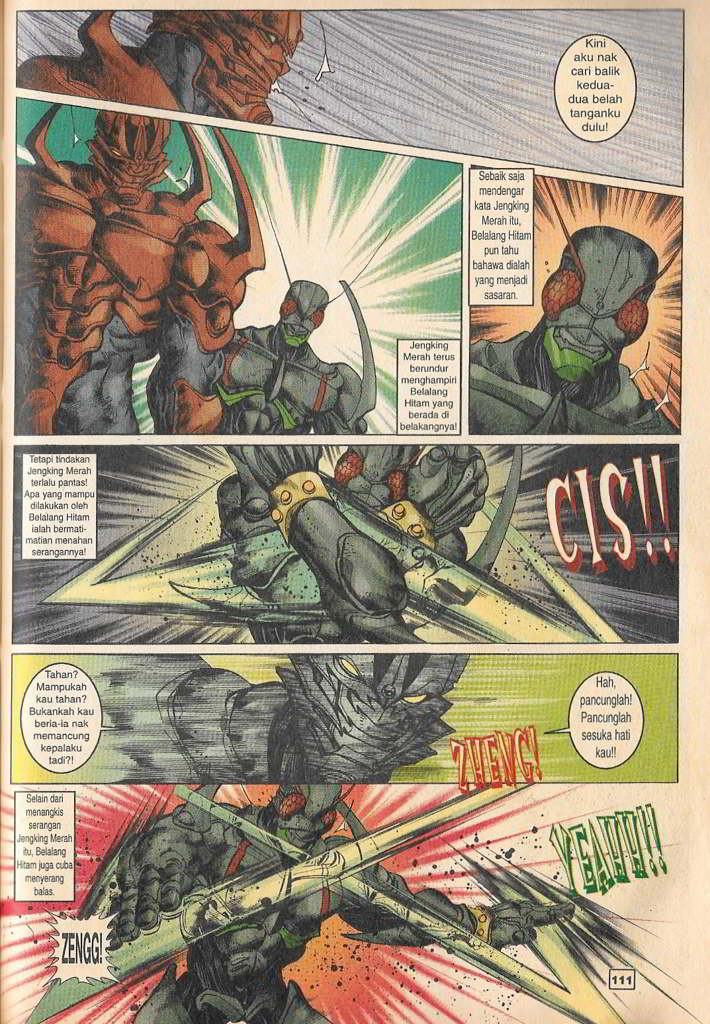 Kini
aku nak
cari balik
kedua-
dua belah
tanganku
dulu!
Jengking
Merah terus
berundur
menghampiri
Belalang
Hitam yang
berada di
belakangnya!
Sebaik saja
mendengar
kata Jengking
Merah itu,
Belalang Hitam
pun tahu
bahawa dialah
yang menjadi
sasaran.
Tetapi tindakan
Jengking Merah
terlalu pantas!
Apa yang mampu
dilakukan oleh
Belalang Hitam
ialah bermati-
matian menahan
serangannya!
CIS!!
Tahan?
Mampukah
kau tahan?
Bukankah kau
beria-ia nak
memancung
kepalaku
tadi?!
Hah,
pancunglah!
Pancunglah
sesuka hati
kau!!
ZHENG!
Selain dari
menangkis
serangan
Jengking Merah
itu, Belalang
Hitam juga cuba
menyerang
balas.
YEAHH!!
ZENGG!
111